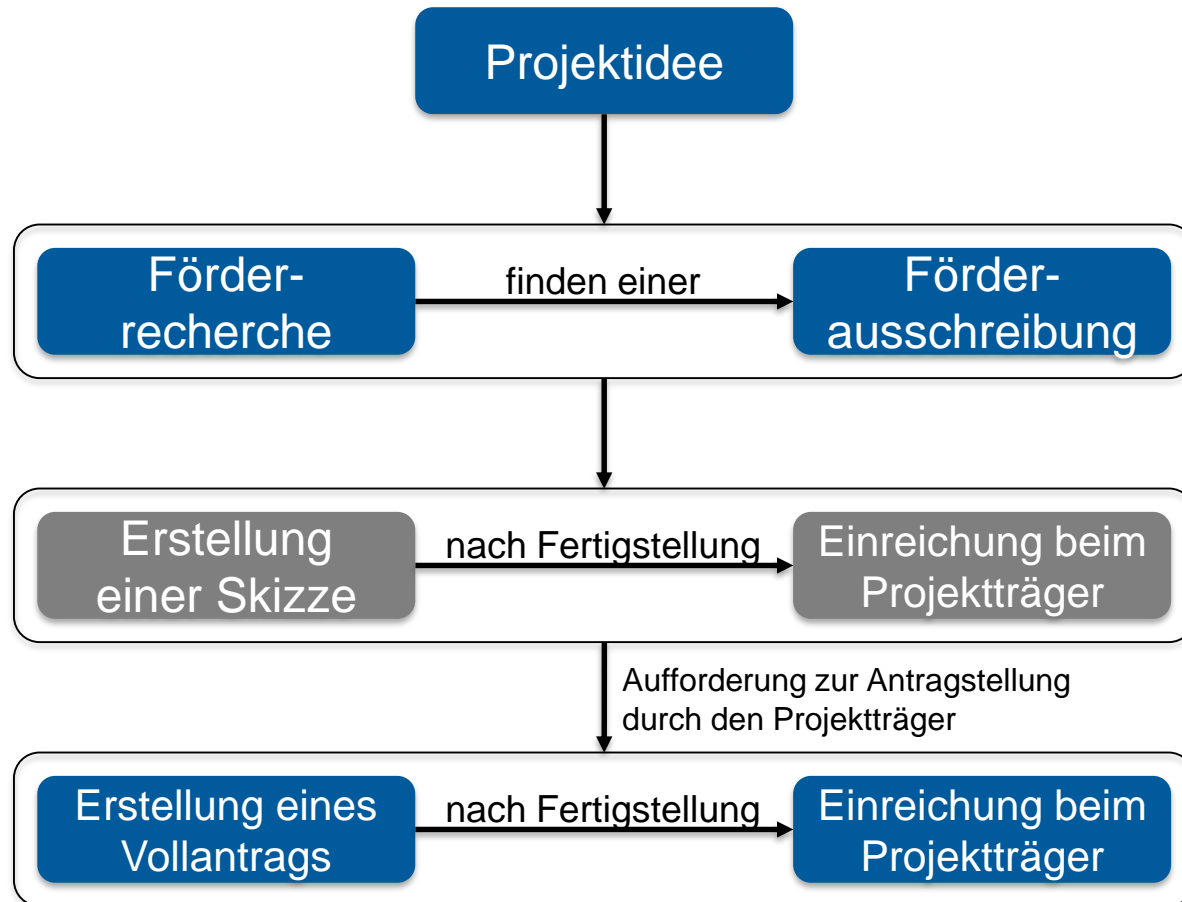 Projektidee
Förder-
recherche
finden einer
Förder-
ausschreibung
Erstellung
einer Skizze
nach Fertigstellung
Einreichung beim
Projektträger
Aufforderung zur Antragstellung
durch den Projektträger
Erstellung eines
Vollantrags
nach Fertigstellung
Einreichung beim
Projektträger